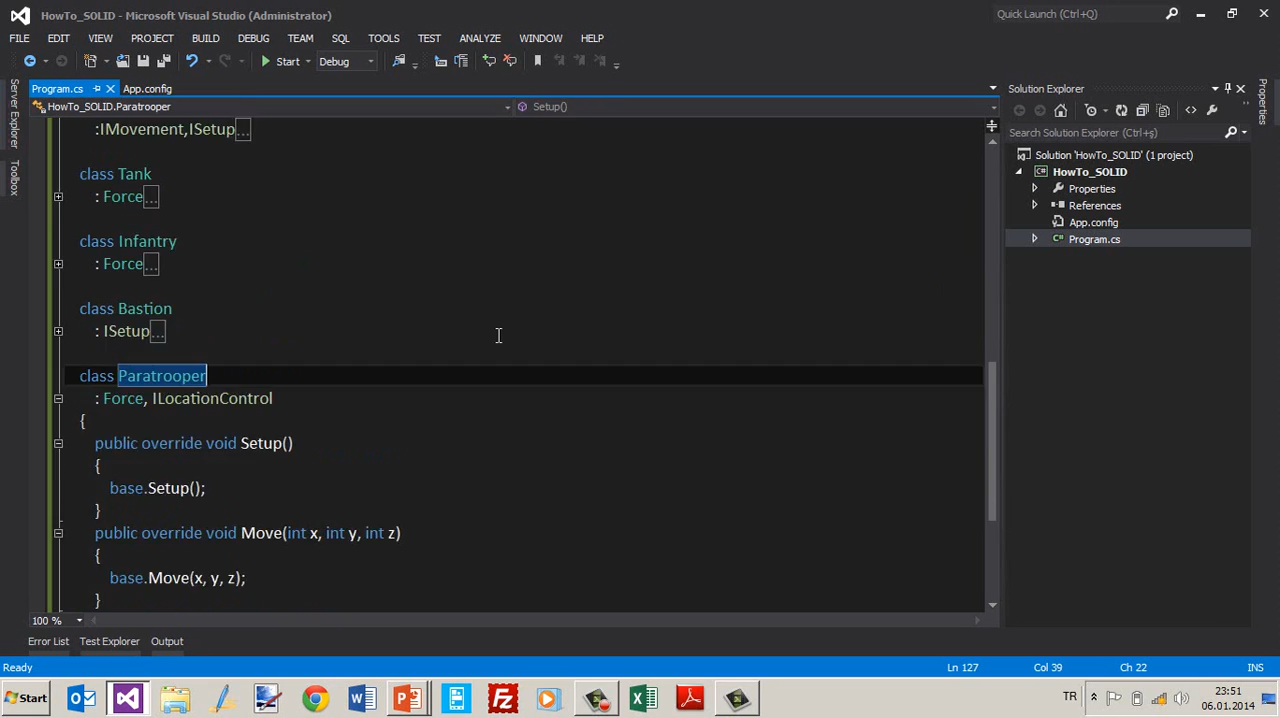 HowTo_SOLID - Microsoft Visual Studio (Administrator)
Quick Launch (Ctrl+Q)
FILE EDIT VIEW PROJECT BUILD DEBUG TEAM SQL TOOLS TEST ANALYZE WINDOW HELP
Start Debug
Server Explorer
Toolbox
Program.cs App.config
HowTo_SOLID.Paratrooper Setup()
:IMovement,ISetup...
class Tank
: Force...
class Infantry
: Force...
class Bastion
: ISetup...
class Paratrooper
: Force, ILocationControl
{
public override void Setup()
{
base.Setup();
}
public override void Move(int x, int y, int z)
{
base.Move(x, y, z);
}
100 %
Solution Explorer
Search Solution Explorer (Ctrl+ş)
Solution 'HowTo_SOLID' (1 project)
HowTo_SOLID
Properties
References
App.config
Program.cs
Properties
Error List Test Explorer Output
Ready Ln 127 Col 39 Ch 22 INS
Start
TR
23:51
06.01.2014